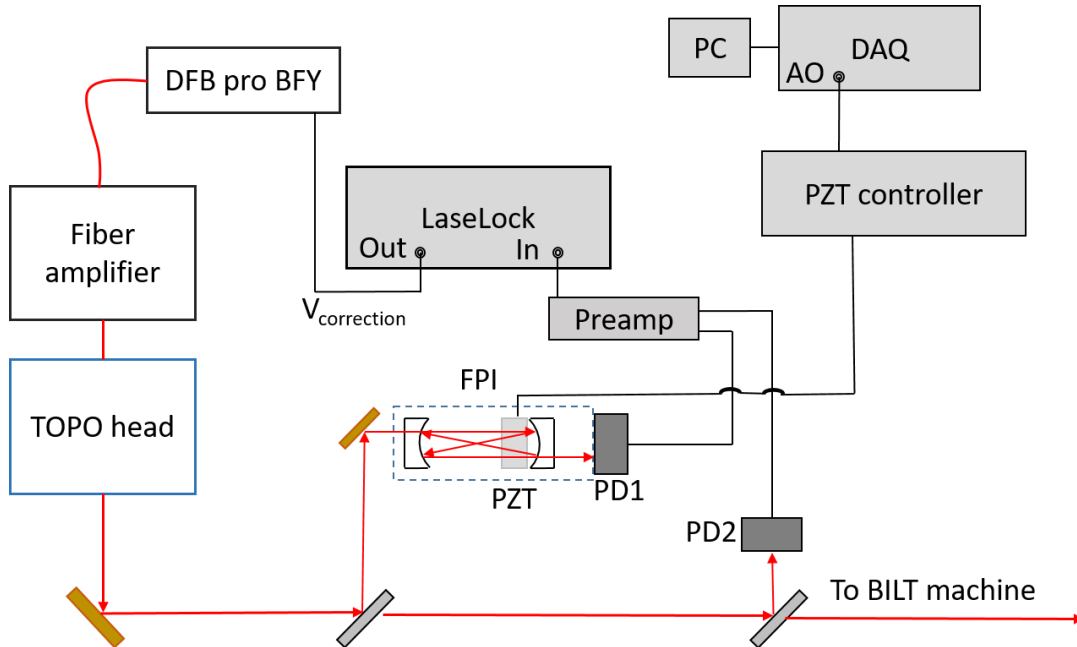 DFB pro BFY
PC
DAQ
AO
PZT controller
LaseLock
Out
In
Fiber
amplifier
Vcorrection
Preamp
FPI
TOPO head
PZT
PD1
PD2
To BILT machine